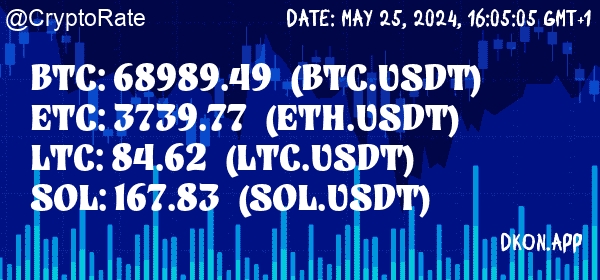 @CryptoRate
DATE: MAY 25, 2024, 16:05:05 GMT+1
BTC: 68989.49 (BTC.USDT)
ETC: 3739.77 (ETH.USDT)
LTC: 84.62 (LTC.USDT)
SOL: 167.83 (SOL.USDT)
DKON.APP